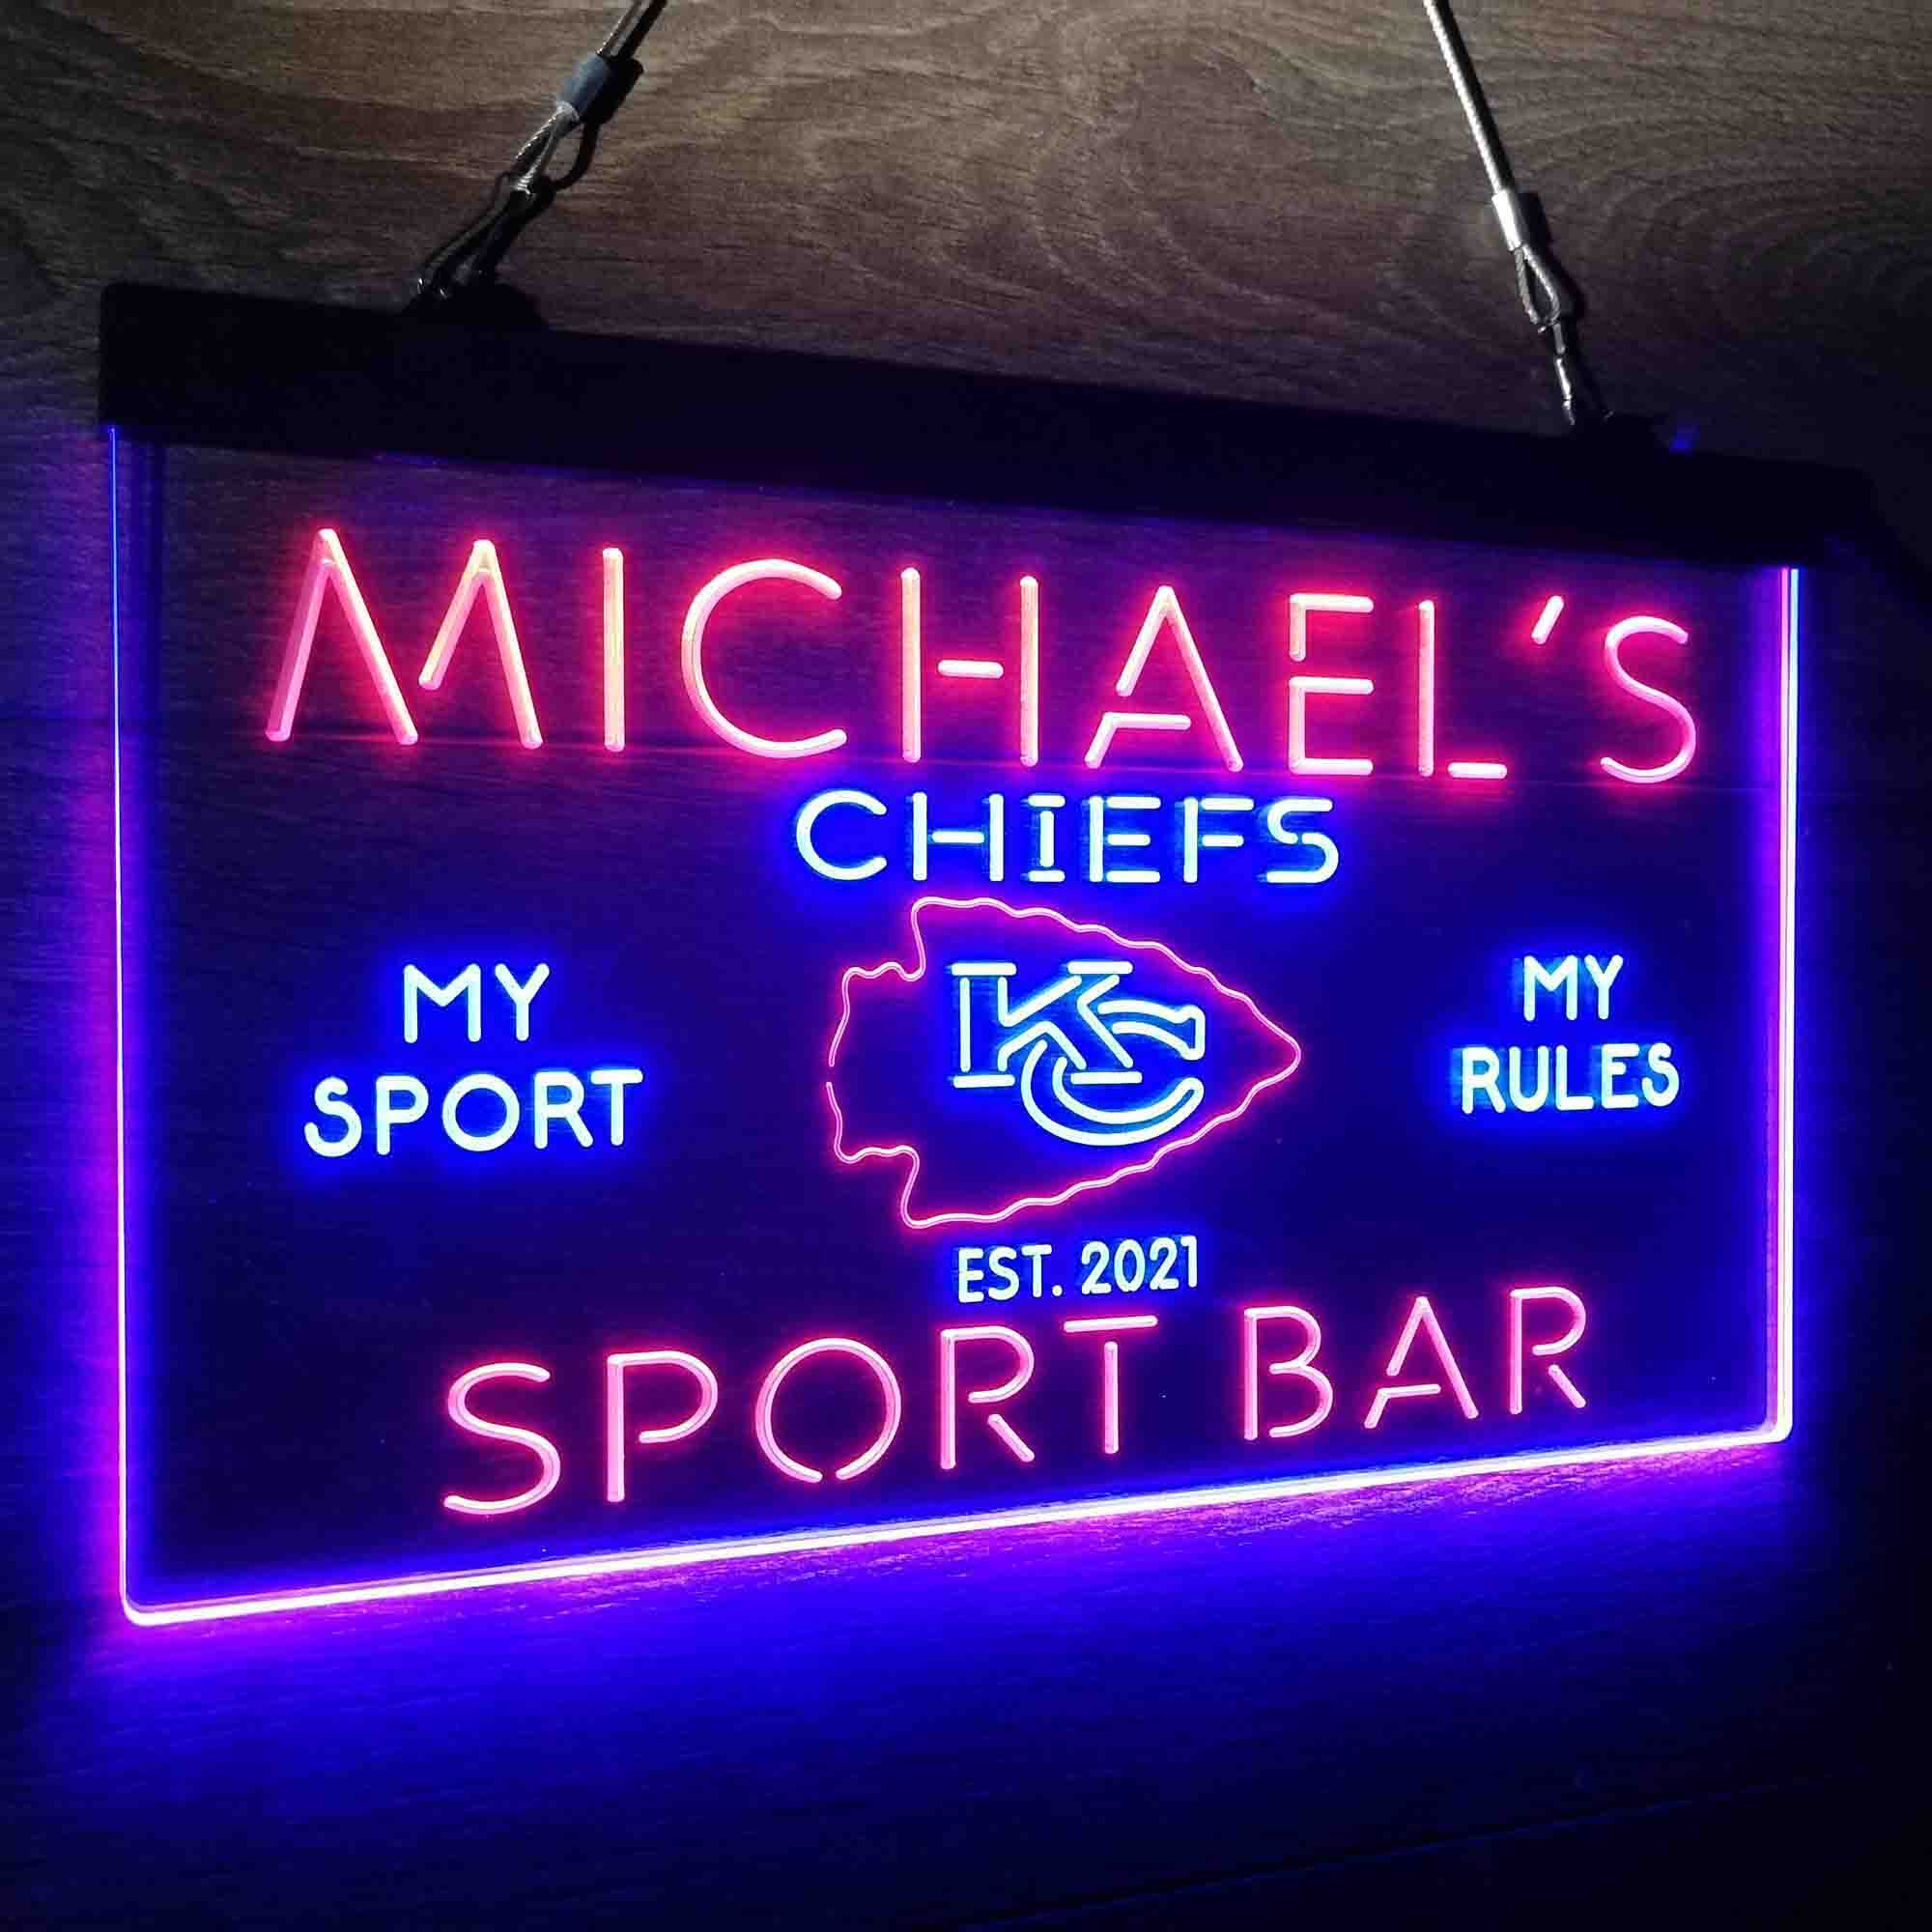 MICHAEL'S
CHIEFS
MY
SPORT
KC
MY
RULES
EST. 2021
SPORT BAR